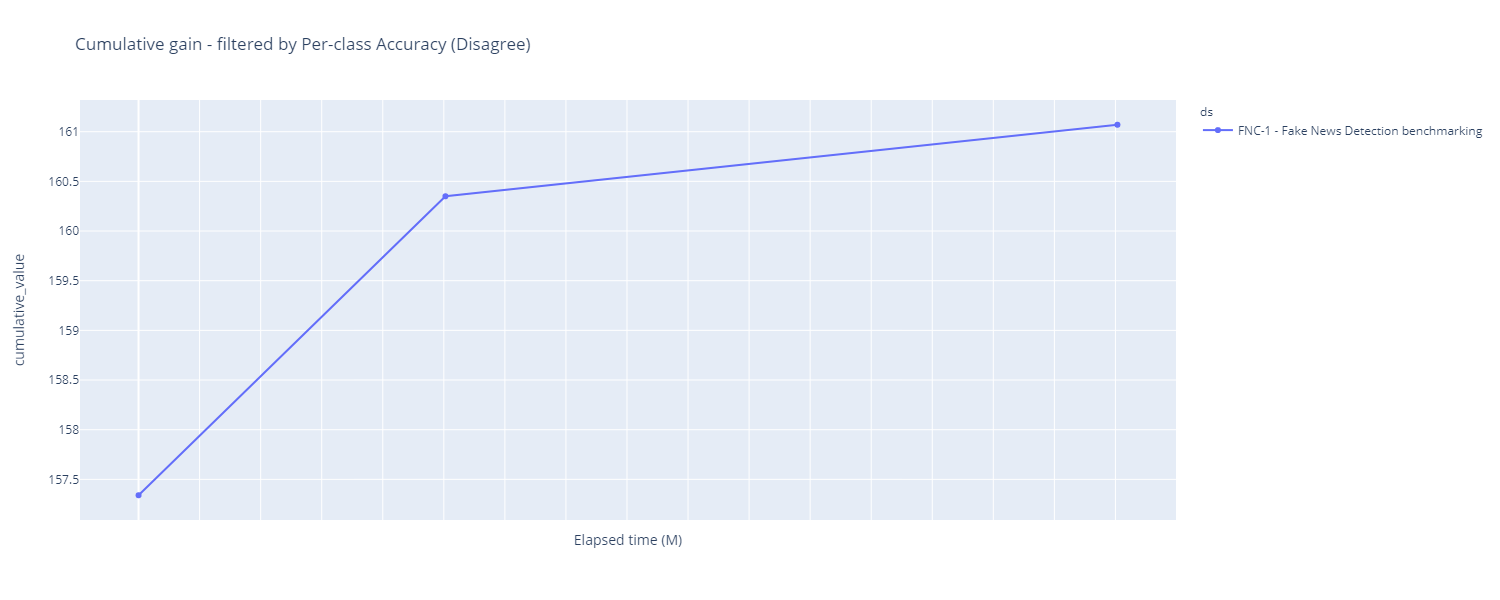 Cumulative gain - filtered by Per-class Accuracy (Disagree)
ds
FNC-1 - Fake News Detection benchmarking
161
160.5
160
159.5
159
158.5
158
157.5
cumulative_value
Elapsed time (M)